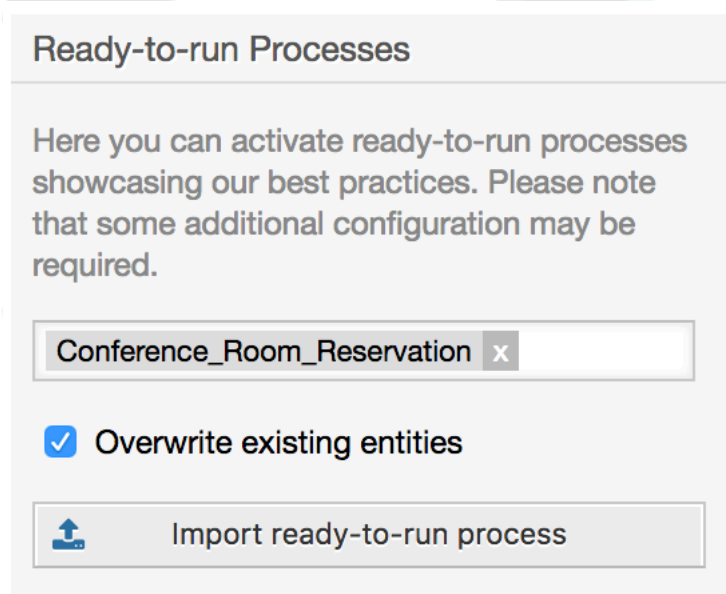 Ready-to-run Processes
Here you can activate ready-to-run processes
showcasing our best practices. Please note
that some additional configuration may be
required.
Conference_Room_Reservation x
Overwrite existing entities
Import ready-to-run process